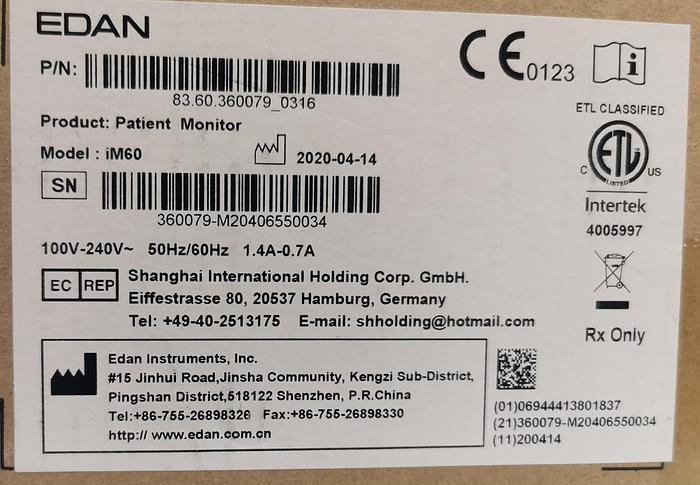 EDAN
P/N:
83.60.360079_0316
CE0123
Product: Patient Monitor
Model : iM60
2020-04-14
SN
360079-M20406550034
ETL CLASSIFIED
C ETL US
LISTED
Intertek
4005997
100V-240V~ 50Hz/60Hz 1.4A-0.7A
EC REP
Shanghai International Holding Corp. GmbH.
Eiffestrasse 80, 20537 Hamburg, Germany
Tel: +49-40-2513175 E-mail: shholding@hotmail.com
Rx Only
Edan Instruments, Inc.
#15 Jinhui Road,Jinsha Community, Kengzi Sub-District,
Pingshan District,518122 Shenzhen, P.R.China
Tel:+86-755-26898326 Fax:+86-755-26898330
http:// www.edan.com.cn
(01)06944413801837
(21)360079-M20406550034
(11)200414